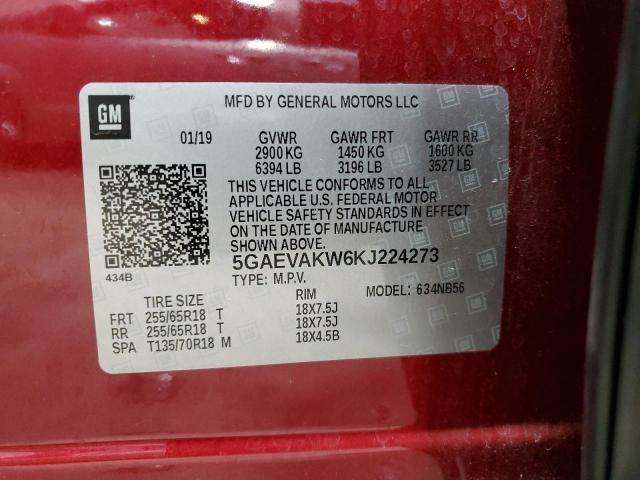 GM
MFD BY GENERAL MOTORS LLC
01/19 GVWR GAWR FRT GAWR RR
2900 KG 1450 KG 1600 KG
6394 LB 3196 LB 3527 LB
THIS VEHICLE CONFORMS TO ALL
APPLICABLE U.S. FEDERAL MOTOR
VEHICLE SAFETY STANDARDS IN EFFECT
ON THE DATE OF MANUFACTURE
SHOWN ABOVE.
434B
5GAEVAKW6KJ224273
TYPE: M.P.V. MODEL: 634NB56
TIRE SIZE RIM
FRT 255/65R18 T 18X7.5J
RR 255/65R18 T 18X7.5J
SPA T135/70R18 M 18X4.5B